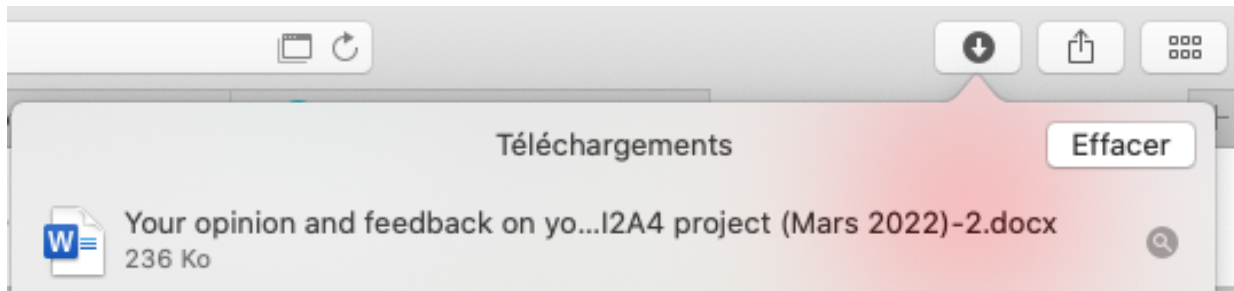 Téléchargements
Effacer
Your opinion and feedback on yo...I2A4 project (Mars 2022)-2.docx
W
236 Ko